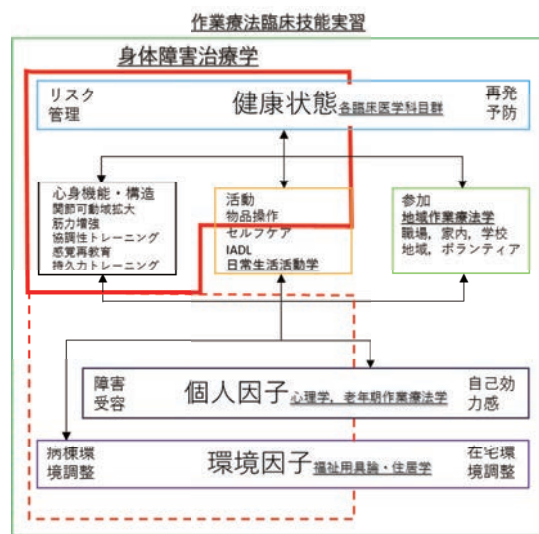 作業療法臨床技能実習
身体障害治療学
リスク
管理
健康状態各臨床医学科目群
再発
予防
心身機能・構造
関節可動域拡大
筋力増強
協調性トレーニング
感覚再教育
持久力トレーニング
活動
物品操作
セルフケア
IADL
日常生活活動学
参加
地域作業療法学
職場，家内，学校
地域，ボランティア
障害
受容
個人因子心理学，老年期作業療法学
自己効
力感
病棟環
境調整
環境因子福祉用具論・住居学
在宅環
境調整